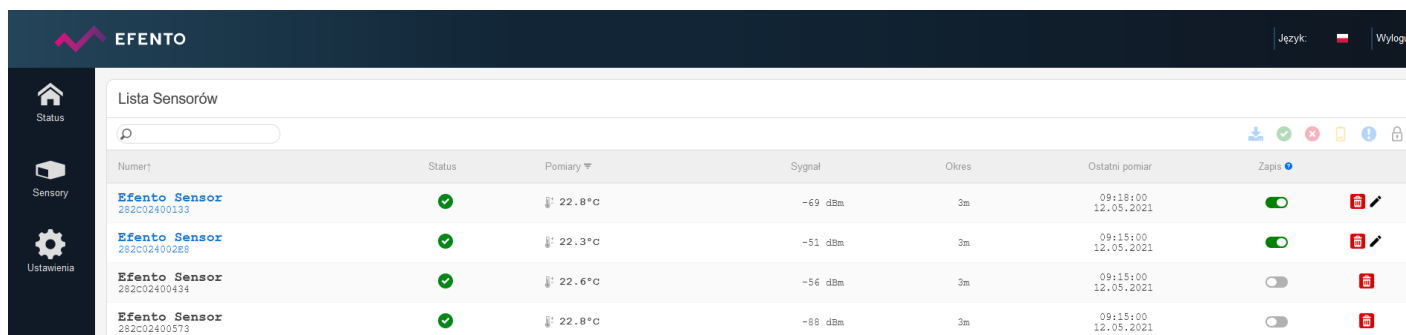 EFENTO
Język:
Status
Sensory
Ustawienia
Lista Sensorów
Numer↑ Status Pomiary Sygnał Okres Ostatni pomiar Zapis
Efento Sensor 22.8°C -69 dBm 3m 09:18:00
282C02400133 12.05.2021
Efento Sensor 22.3°C -51 dBm 3m 09:15:00
282C024002E8 12.05.2021
Efento Sensor 22.6°C -56 dBm 3m 09:15:00
282C02400434 12.05.2021
Efento Sensor 22.8°C -88 dBm 3m 09:15:00
282C02400573 12.05.2021